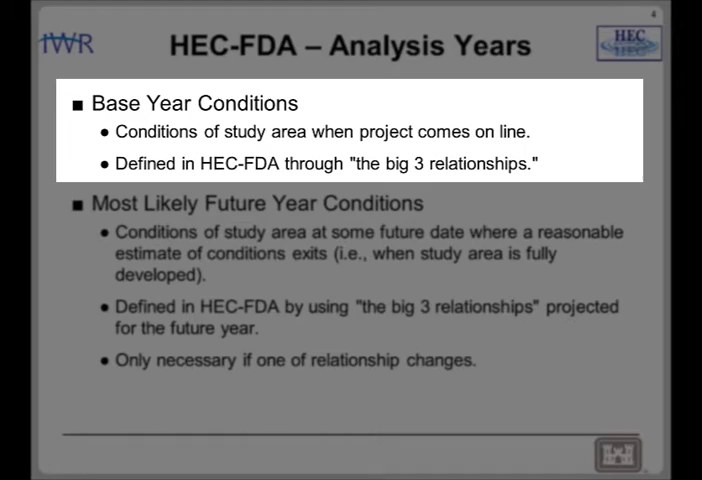 4
IWR
HEC-FDA – Analysis Years
HEC
■ Base Year Conditions
● Conditions of study area when project comes on line.
● Defined in HEC-FDA through "the big 3 relationships."
■ Most Likely Future Year Conditions
● Conditions of study area at some future date where a reasonable
estimate of conditions exits (i.e., when study area is fully
developed).
● Defined in HEC-FDA by using "the big 3 relationships" projected
for the future year.
● Only necessary if one of relationship changes.